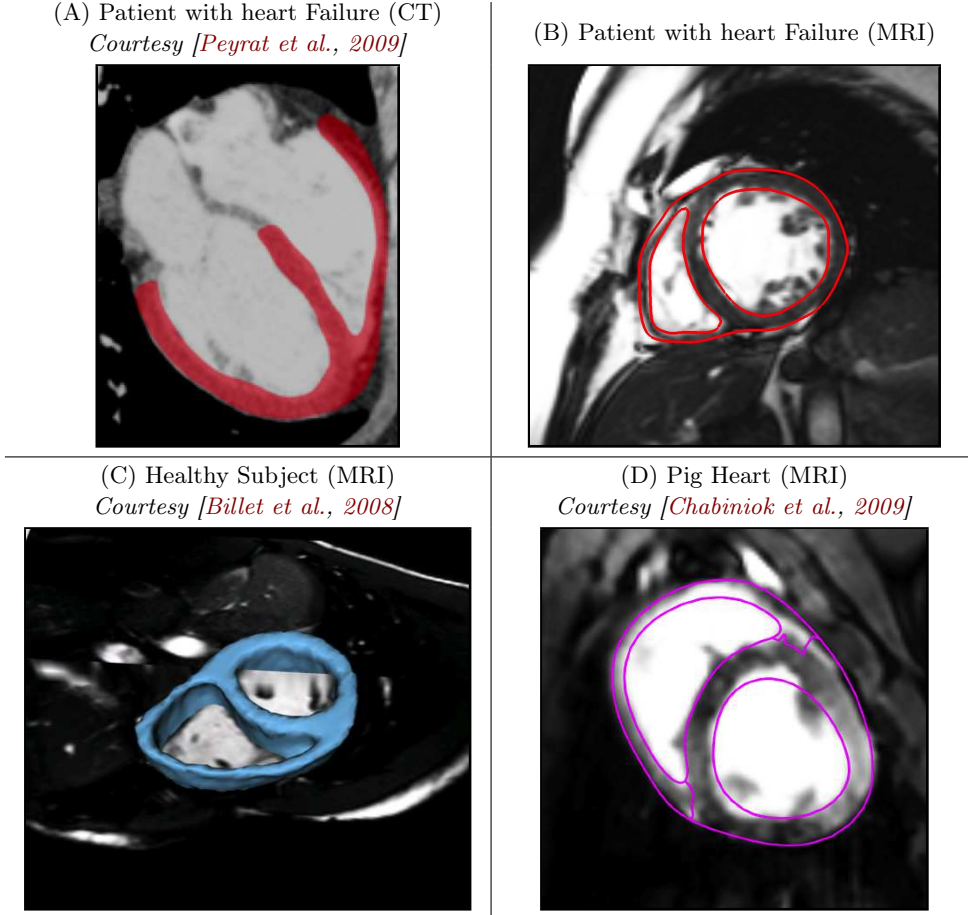 (A) Patient with heart Failure (CT)
Courtesy [Peyrat et al., 2009]
(B) Patient with heart Failure (MRI)
(C) Healthy Subject (MRI)
Courtesy [Billet et al., 2008]
(D) Pig Heart (MRI)
Courtesy [Chabiniok et al., 2009]